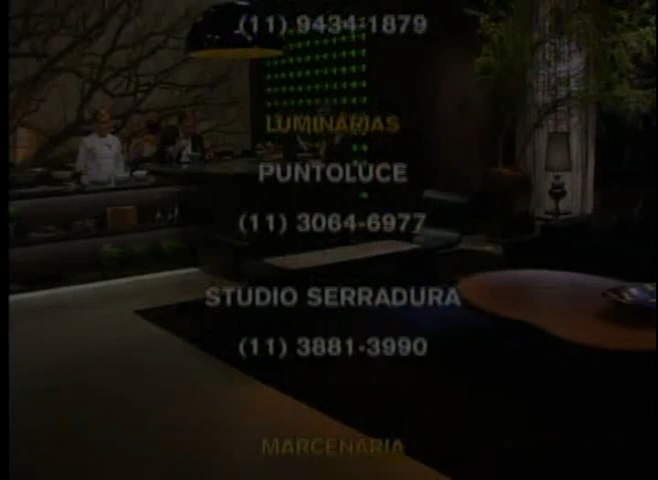 (11) 9434-1879
LUMINÁRIAS
PUNTOLUCE
(11) 3064-6977
STUDIO SERRADURA
(11) 3881-3990
MARCENARIA